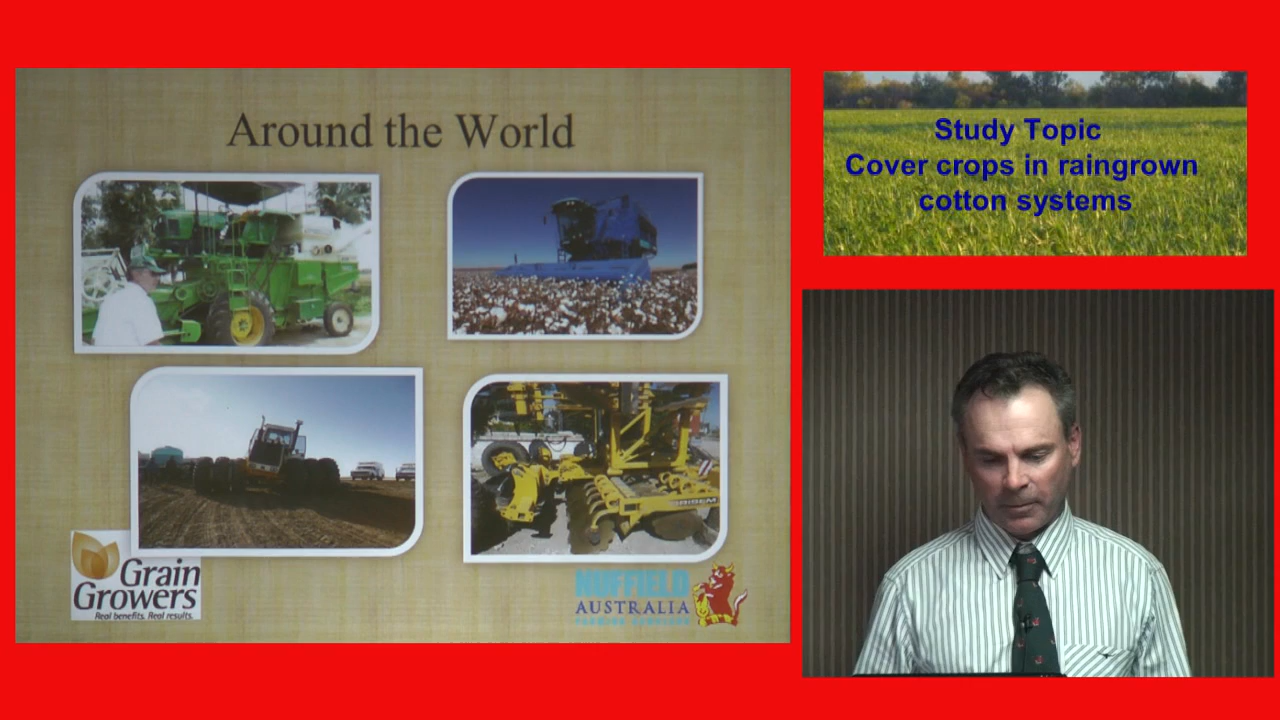 Around the World
Grain
Growers
Real benefits. Real results.
NUFFIELD
AUSTRALIA
Study Topic
Cover crops in raingrown
cotton systems